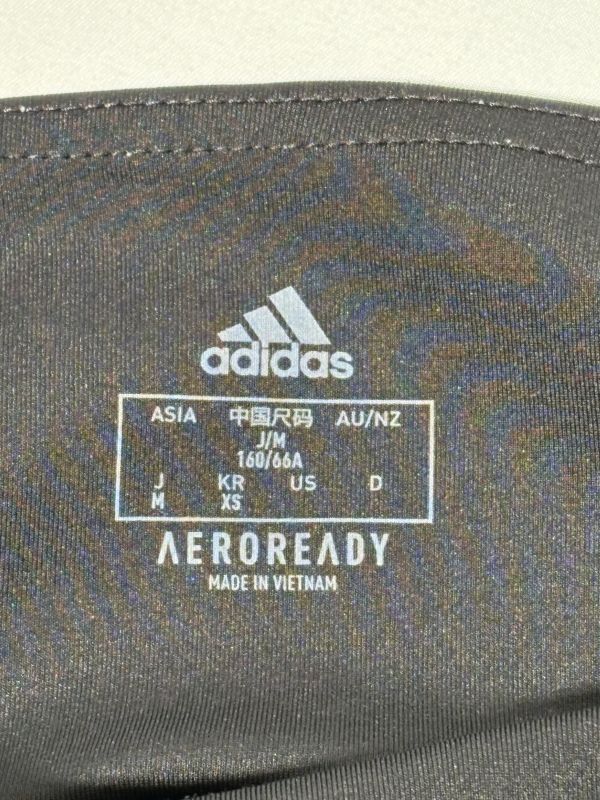 adidas
ASIA 中国尺码 AU/NZ
J/M
160/66A
J KR US D
M XS
AEROREADY
MADE IN VIETNAM